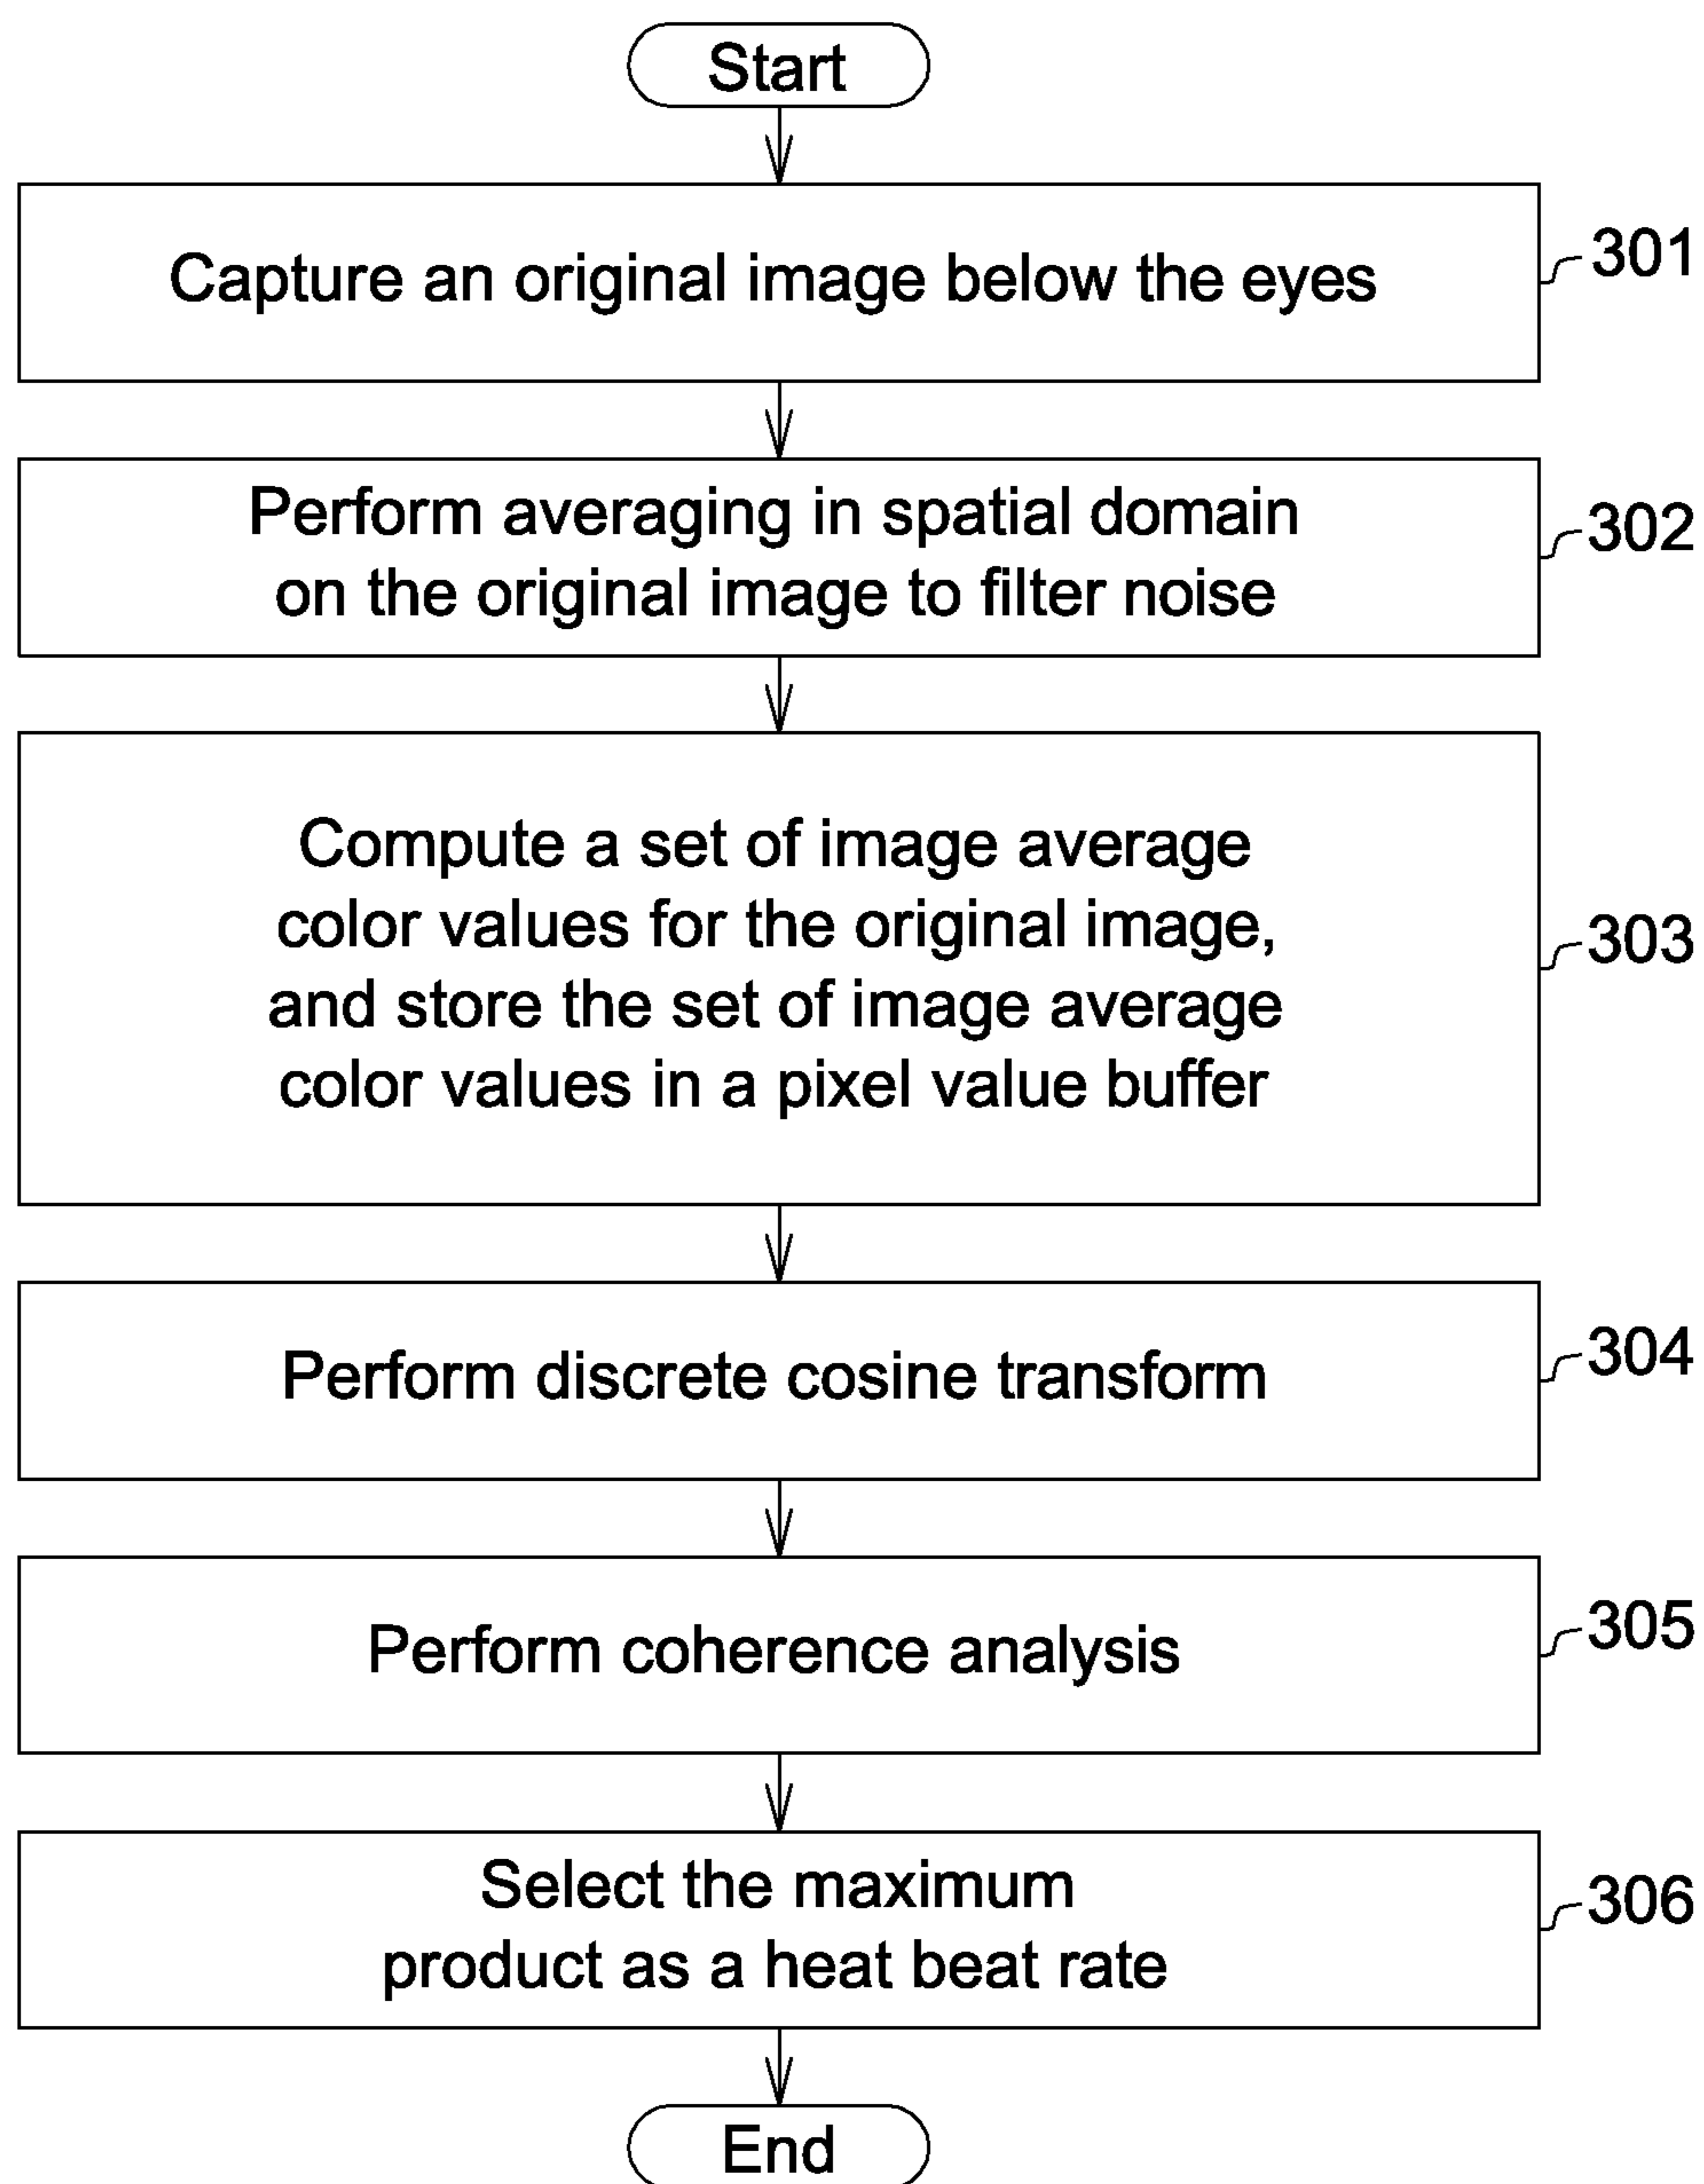 Start
Capture an original image below the eyes
301
Perform averaging in spatial domain
on the original image to filter noise
302
Compute a set of image average
color values for the original image,
and store the set of image average
color values in a pixel value buffer
303
Perform discrete cosine transform
304
Perform coherence analysis
305
Select the maximum
product as a heat beat rate
306
End